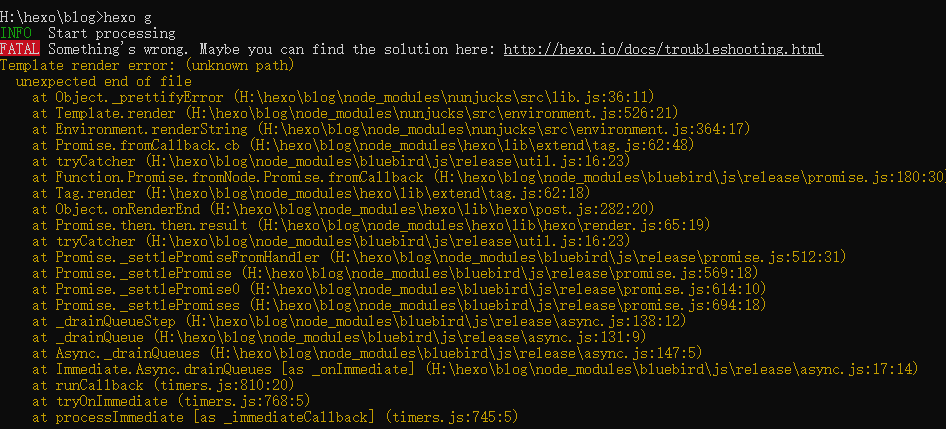 H:\hexo\blog>hexo g
INFO  Start processing
FATAL Something's wrong. Maybe you can find the solution here: http://hexo.io/docs/troubleshooting.html
Template render error: (unknown path)
  unexpected end of file
    at Object._prettifyError (H:\hexo\blog\node_modules\nunjucks\src\lib.js:36:11)
    at Template.render (H:\hexo\blog\node_modules\nunjucks\src\environment.js:526:21)
    at Environment.renderString (H:\hexo\blog\node_modules\nunjucks\src\environment.js:364:17)
    at Promise.fromCallback.cb (H:\hexo\blog\node_modules\hexo\lib\extend\tag.js:62:48)
    at tryCatcher (H:\hexo\blog\node_modules\bluebird\js\release\util.js:16:23)
    at Function.Promise.fromNode.Promise.fromCallback (H:\hexo\blog\node_modules\bluebird\js\release\promise.js:180:30)
    at Tag.render (H:\hexo\blog\node_modules\hexo\lib\extend\tag.js:62:18)
    at Object.onRenderEnd (H:\hexo\blog\node_modules\hexo\lib\hexo\post.js:282:20)
    at Promise.then.then.result (H:\hexo\blog\node_modules\hexo\lib\hexo\render.js:65:19)
    at tryCatcher (H:\hexo\blog\node_modules\bluebird\js\release\util.js:16:23)
    at Promise._settlePromiseFromHandler (H:\hexo\blog\node_modules\bluebird\js\release\promise.js:512:31)
    at Promise._settlePromise (H:\hexo\blog\node_modules\bluebird\js\release\promise.js:569:18)
    at Promise._settlePromise0 (H:\hexo\blog\node_modules\bluebird\js\release\promise.js:614:10)
    at Promise._settlePromises (H:\hexo\blog\node_modules\bluebird\js\release\promise.js:694:18)
    at _drainQueueStep (H:\hexo\blog\node_modules\bluebird\js\release\async.js:138:12)
    at _drainQueue (H:\hexo\blog\node_modules\bluebird\js\release\async.js:131:9)
    at Async._drainQueues (H:\hexo\blog\node_modules\bluebird\js\release\async.js:147:5)
    at Immediate.Async.drainQueues [as _onImmediate] (H:\hexo\blog\node_modules\bluebird\js\release\async.js:17:14)
    at runCallback (timers.js:810:20)
    at tryOnImmediate (timers.js:768:5)
    at processImmediate [as _immediateCallback] (timers.js:745:5)